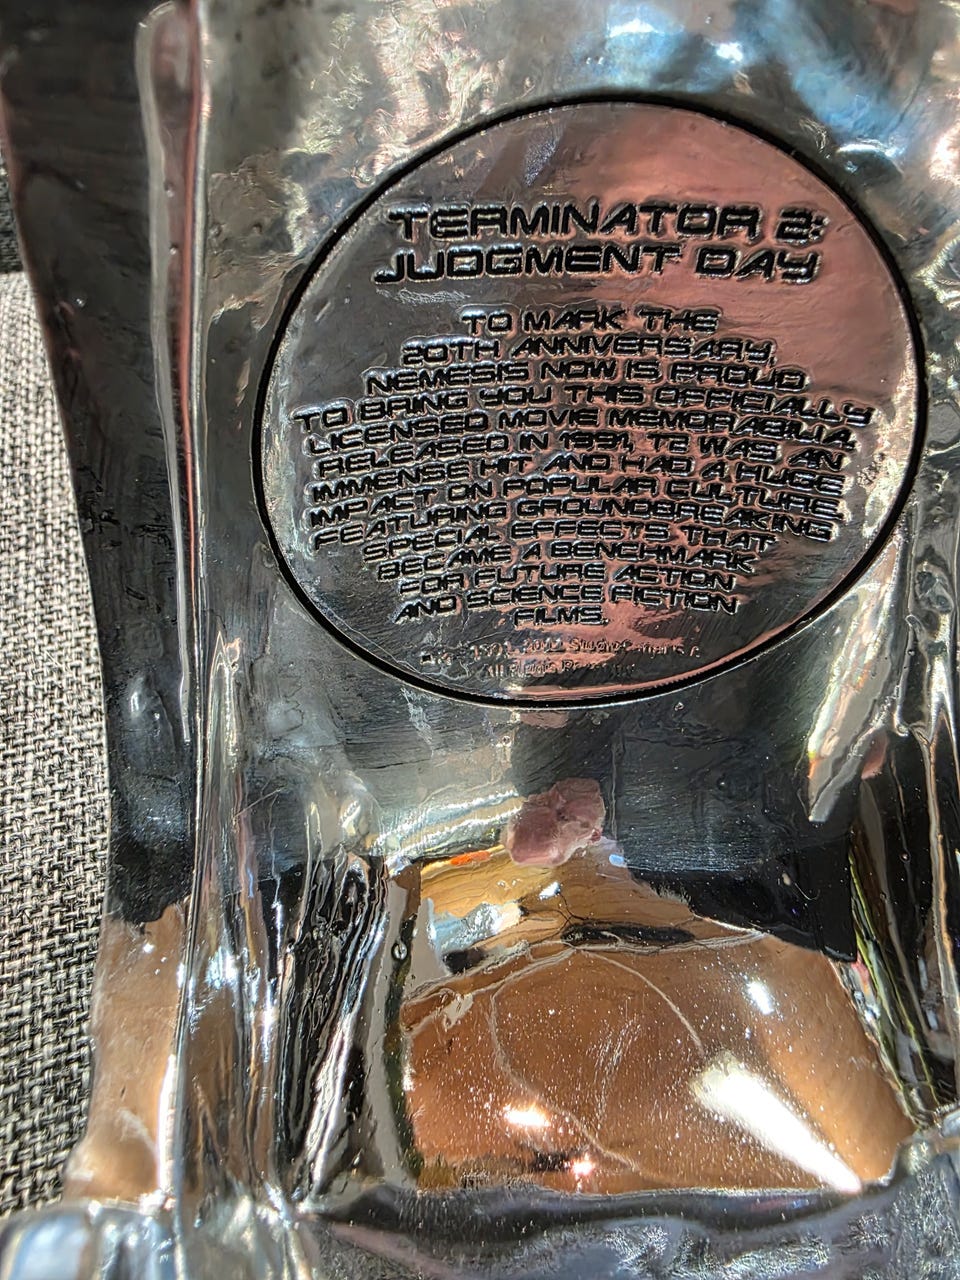 TERMINATOR 2:
JUDGMENT DAY
TO MARK THE
20TH ANNIVERSARY,
NEMESIS NOW IS PROUD
TO BRING YOU THIS OFFICIALLY
LICENSED MOVIE MEMORABILIA.
RELEASED IN 1991, T2 WAS AN
IMMENSE HIT AND HAD A HUGE
IMPACT ON POPULAR CULTURE
FEATURING GROUNDBREAKING
SPECIAL EFFECTS THAT
BECAME A BENCHMARK
FOR FUTURE ACTION
AND SCIENCE FICTION
FILMS.